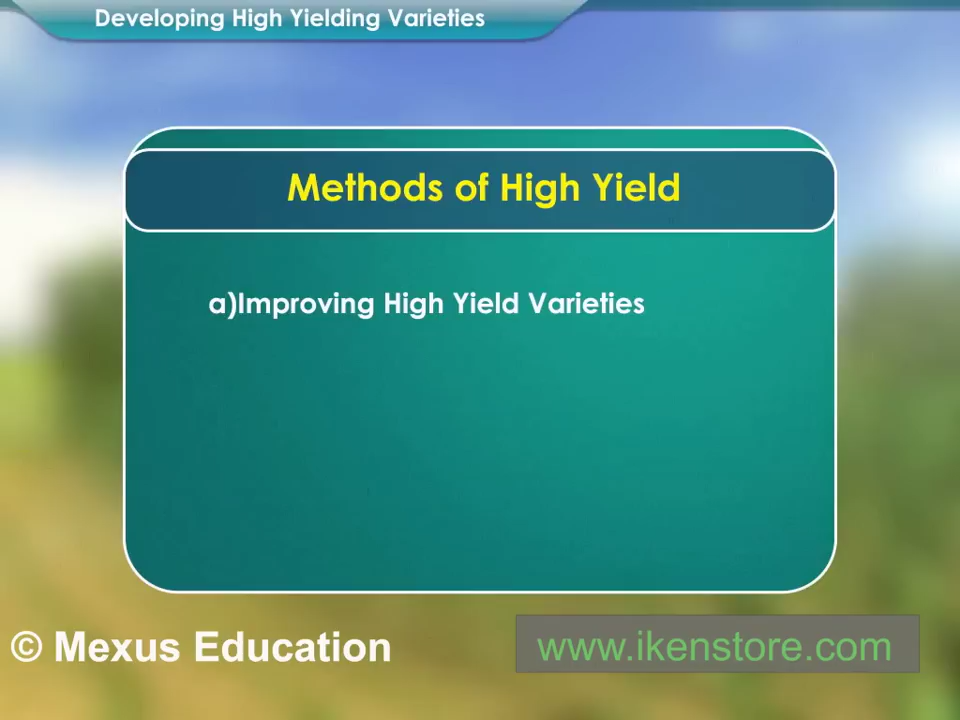 Developing High Yielding Varieties
Methods of High Yield
a)Improving High Yield Varieties
© Mexus Education
www.ikenstore.com